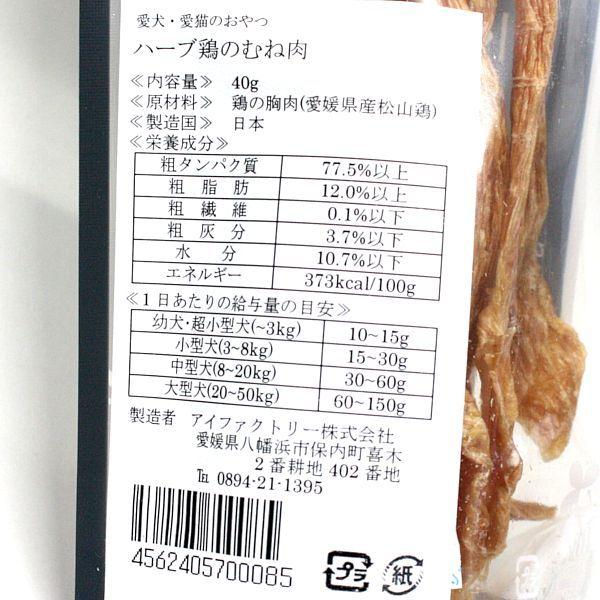 愛犬・愛猫のおやつ
ハーブ鶏のむね肉
≪内容量≫ 40g
≪原材料≫ 鶏の胸肉(愛媛県産松山鶏)
≪製造国≫ 日本
≪栄養成分≫
粗タンパク質 77.5%以上
粗脂肪 12.0%以上
粗繊維 0.1%以下
粗灰分 3.7%以下
水分 10.7%以下
エネルギー 373kcal/100g
≪1日あたりの給与量の目安≫
幼犬・超小型犬(~3kg) 10~15g
小型犬(3~8kg) 15~30g
中型犬(8~20kg) 30~60g
大型犬(20~50kg) 60~150g
製造者 アイファクトリー株式会社
愛媛県八幡浜市保内町喜木
2番耕地402番地
℡ 0894-21-1395
4562405700085
プラ 紙